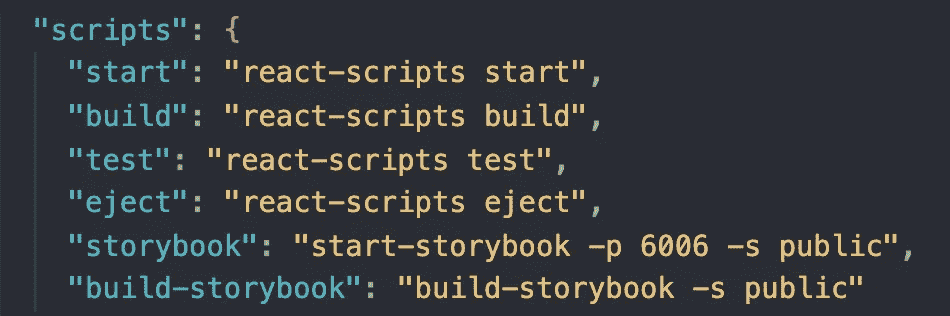 "scripts": {
"start": "react-scripts start",
"build": "react-scripts build",
"test": "react-scripts test",
"eject": "react-scripts eject",
"storybook": "start-storybook -p 6006 -s public",
"build-storybook": "build-storybook -s public"